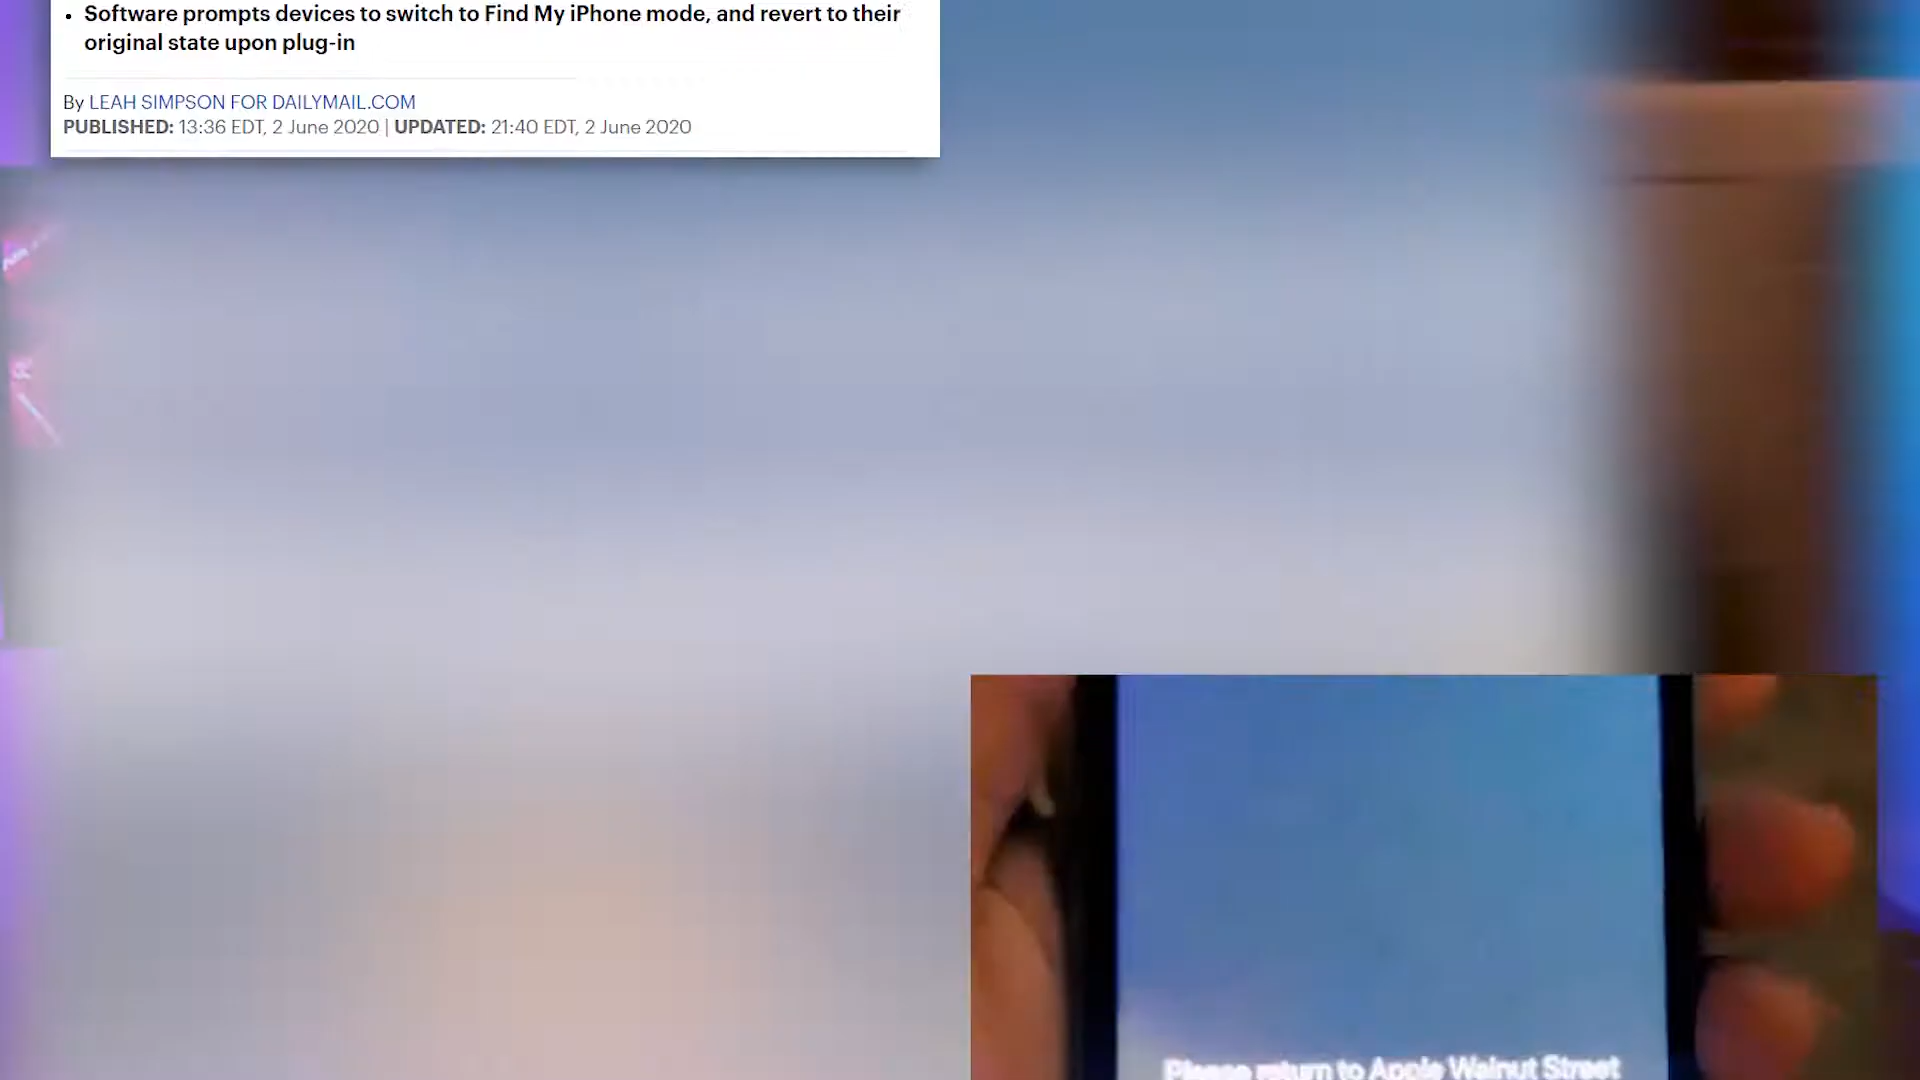 • Software prompts devices to switch to Find My iPhone mode, and revert to their
original state upon plug-in
By LEAH SIMPSON FOR DAILYMAIL.COM
PUBLISHED: 13:36 EDT, 2 June 2020 | UPDATED: 21:40 EDT, 2 June 2020
Please return to Apple Walnut Street